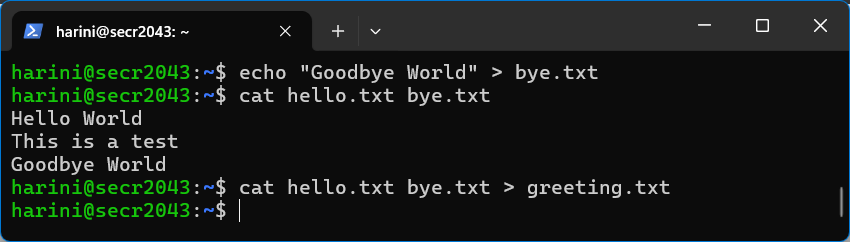 harini@secr2043: ~
harini@secr2043:~$ echo "Goodbye World" > bye.txt
harini@secr2043:~$ cat hello.txt bye.txt
Hello World
This is a test
Goodbye World
harini@secr2043:~$ cat hello.txt bye.txt > greeting.txt
harini@secr2043:~$